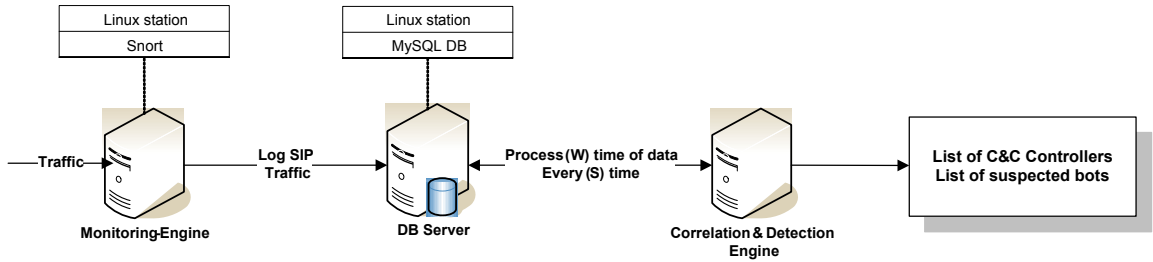 Linux station
Snort
Linux station
MySQL DB
Traffic
Log SIP
Traffic
Process (W) time of data
Every (S) time
List of C&C Controllers
List of suspected bots
Monitoring-Engine
DB Server
Correlation & Detection
Engine